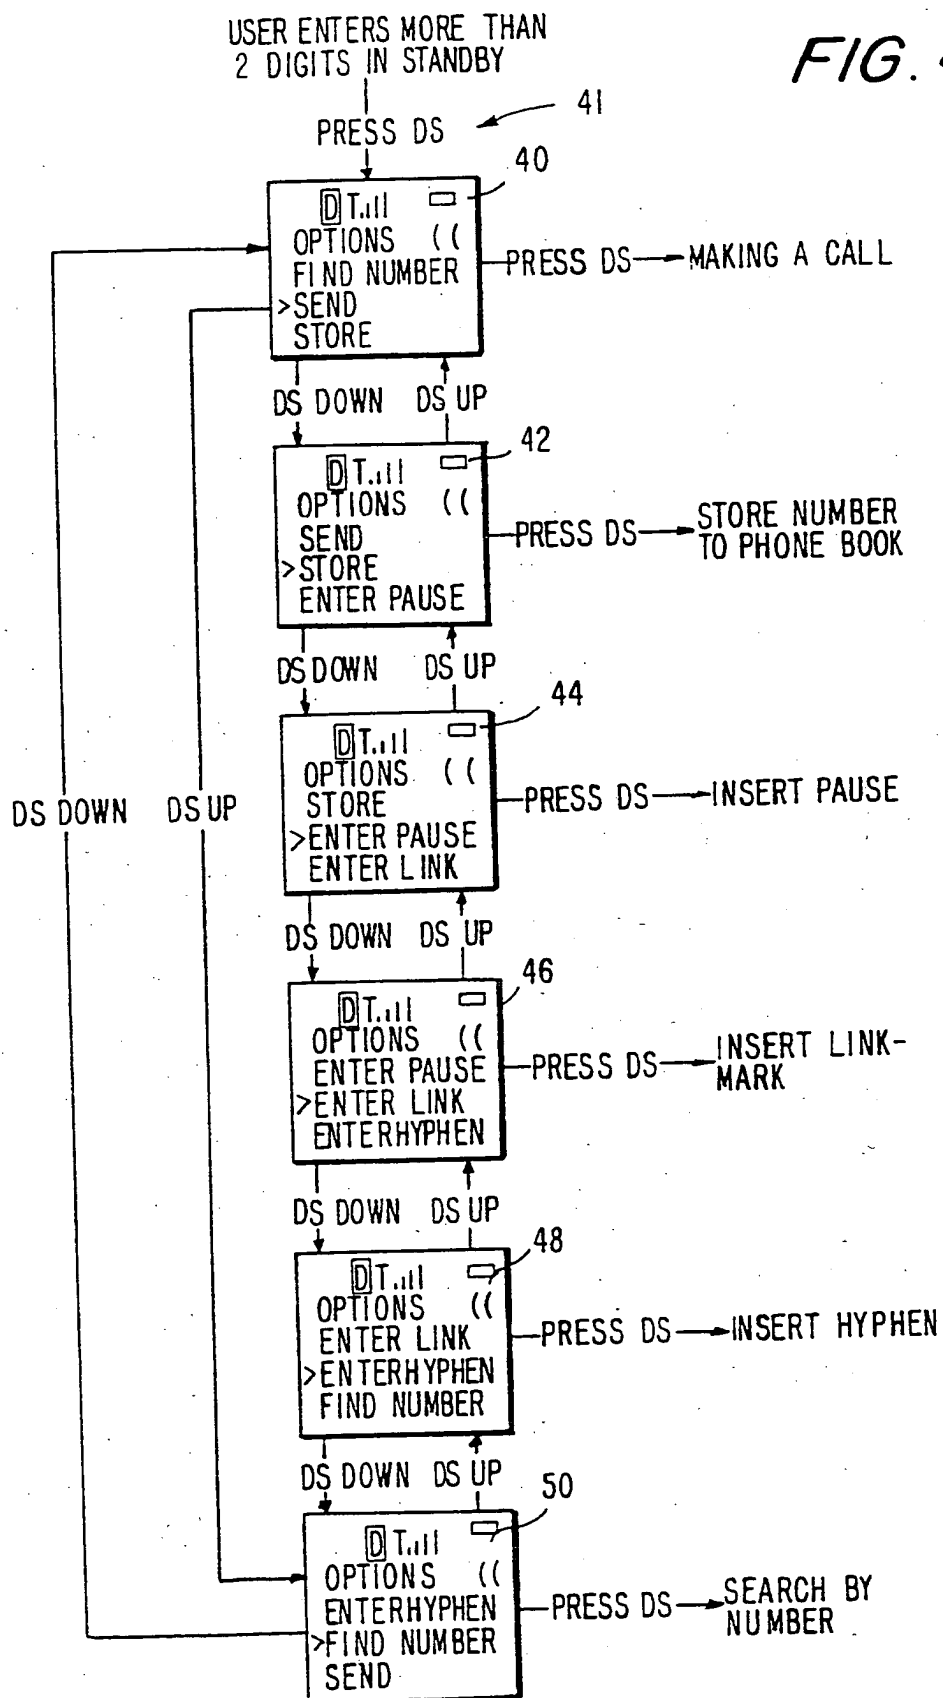 USER ENTERS MORE THAN
2 DIGITS IN STANDBY
FIG.
PRESS DS
41
40
D T
OPTIONS ((
FIND NUMBER
>SEND
STORE
PRESS DS
MAKING A CALL
DS DOWN
DS UP
42
D T
OPTIONS ((
SEND
>STORE
ENTER PAUSE
PRESS DS
STORE NUMBER
TO PHONE BOOK
DS DOWN
DS UP
44
D T
OPTIONS ((
STORE
>ENTER PAUSE
ENTER LINK
PRESS DS
INSERT PAUSE
DS DOWN
DS UP
DS DOWN
DS UP
46
D T
OPTIONS ((
ENTER PAUSE
>ENTER LINK
ENTERHYPHEN
PRESS DS
INSERT LINK-
MARK
DS DOWN
DS UP
48
D T
OPTIONS ((
ENTER LINK
>ENTERHYPHEN
FIND NUMBER
PRESS DS
INSERT HYPHEN
DS DOWN
DS UP
50
D T
OPTIONS ((
ENTERHYPHEN
>FIND NUMBER
SEND
PRESS DS
SEARCH BY
NUMBER